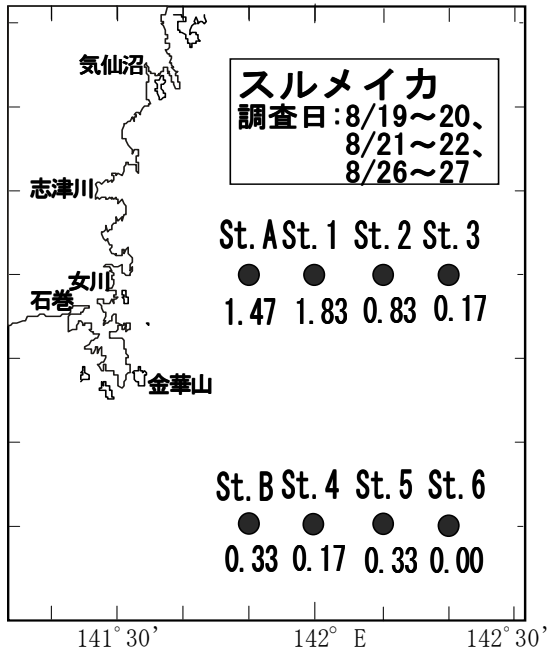 気仙沼
スルメイカ
調査日:8/19～20、
8/21～22、
8/26～27
志津川
St. A St. 1 St. 2 St. 3
女川
石巻
1.47 1.83 0.83 0.17
金華山
St. B St. 4 St. 5 St. 6
0.33 0.17 0.33 0.00
141°30' 142° E 142°30'